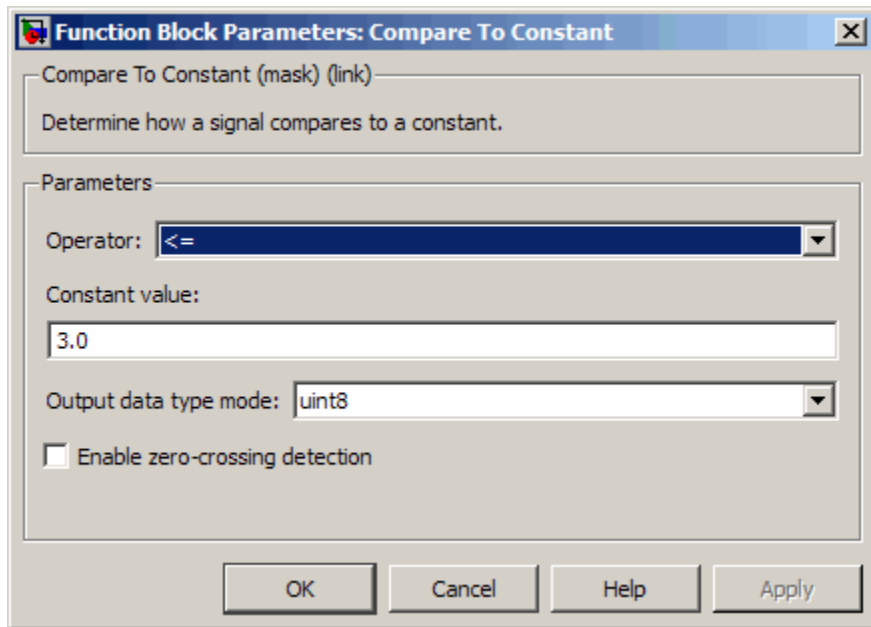 Function Block Parameters: Compare To Constant
Compare To Constant (mask) (link)
Determine how a signal compares to a constant.
Parameters
Operator: <=
Constant value:
3.0
Output data type mode: uint8
Enable zero-crossing detection
OK Cancel Help Apply